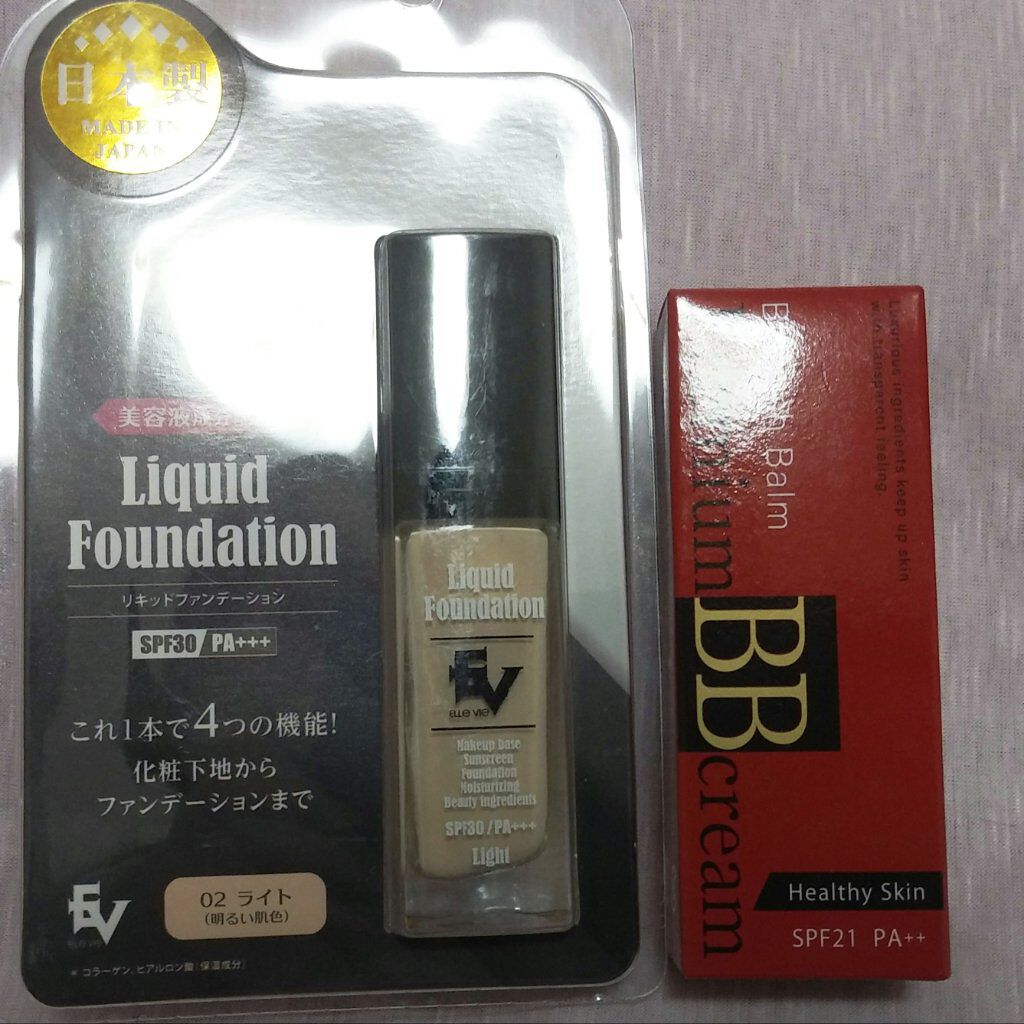 日本製
MADE IN
JAPAN
美容液
Liquid
Foundation
リキッドファンデーション
SPF30/PA+++
これ1本で4つの機能!
化粧下地から
ファンデーションまで
EV
ELLE VIE
02 ライト
(明るい肌色)
* コラーゲン、ヒアルロン酸(保湿成分)
Liquid
Foundation
EV
ELLE VIE
Makeup base
Sunscreen
Foundation
Moisturizing
Beauty ingredients
SPF30/PA+++
Light
Luxurious ingredients keep up skin
with transparent feeling.
Balm
BB cream
Healthy Skin
SPF21 PA++